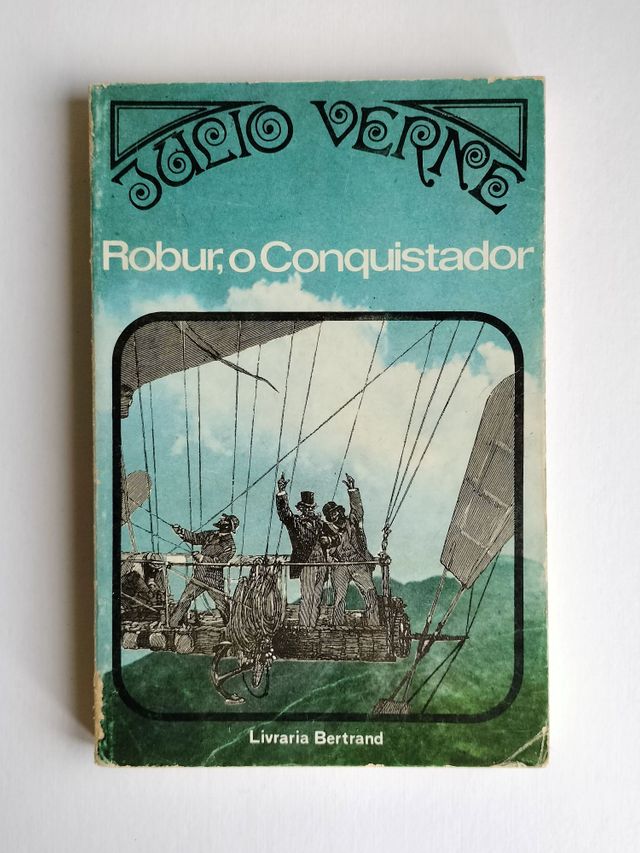 JULIO VERNE
Robur, o Conquistador
Livraria Bertrand